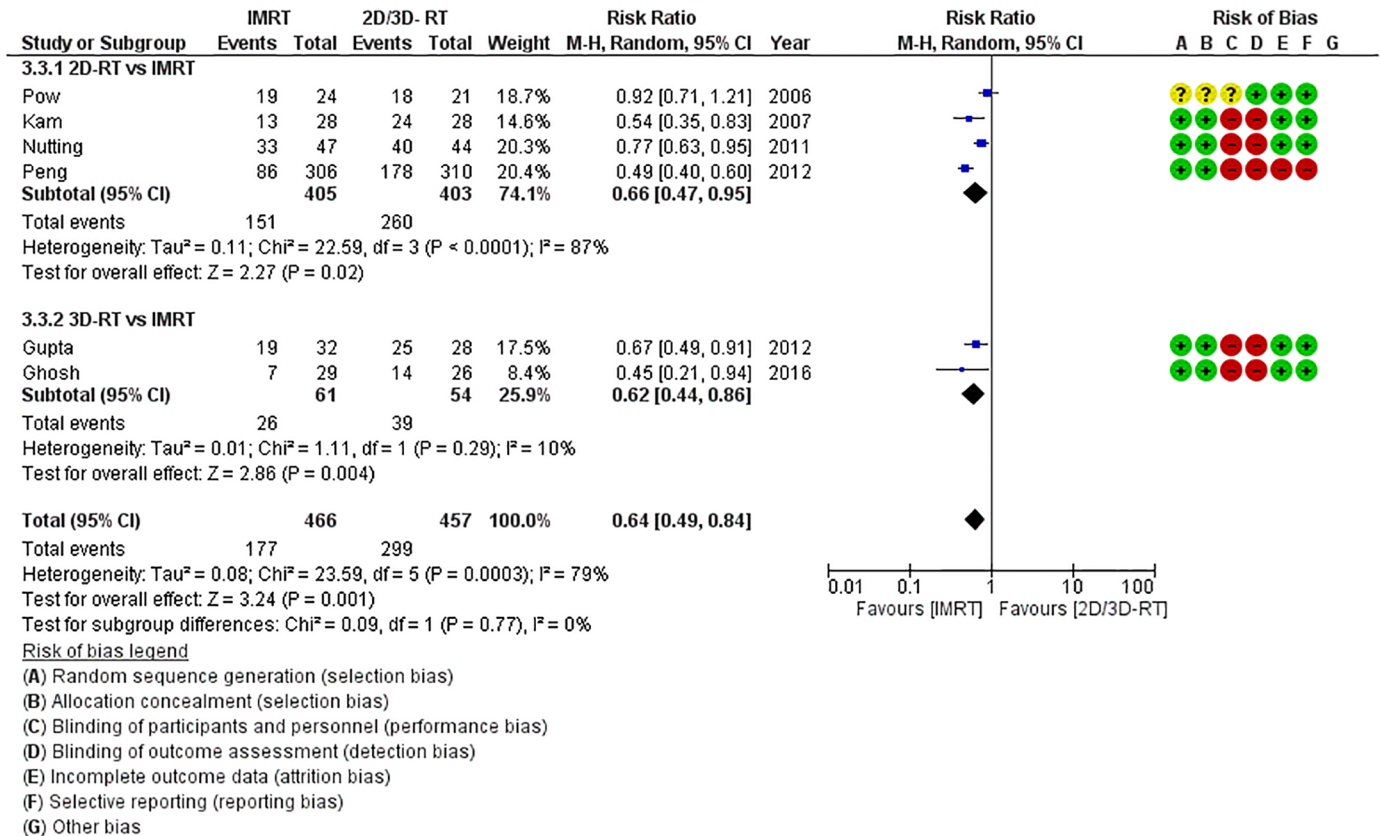 IMRT 2D/3D- RT Risk Ratio Risk Ratio Risk of Bias
Study or Subgroup Events Total Events Total Weight M-H, Random, 95% CI Year M-H, Random, 95% CI A B C D E F G
3.3.1 2D-RT vs IMRT
Pow 19 24 18 21 18.7% 0.92 [0.71, 1.21] 2006 ? ? ? + + +
Kam 13 28 24 28 14.6% 0.54 [0.35, 0.83] 2007 + + - - + +
Nutting 33 47 40 44 20.3% 0.77 [0.63, 0.95] 2011 + + - - + +
Peng 86 306 178 310 20.4% 0.49 [0.40, 0.60] 2012 + + - - - -
Subtotal (95% CI) 405 403 74.1% 0.66 [0.47, 0.95]
Total events 151 260
Heterogeneity: Tau² = 0.11; Chi² = 22.59, df = 3 (P < 0.0001); I² = 87%
Test for overall effect: Z = 2.27 (P = 0.02)
3.3.2 3D-RT vs IMRT
Gupta 19 32 25 28 17.5% 0.67 [0.49, 0.91] 2012 + + - - + +
Ghosh 7 29 14 26 8.4% 0.45 [0.21, 0.94] 2016 + + - - + +
Subtotal (95% CI) 61 54 25.9% 0.62 [0.44, 0.86]
Total events 26 39
Heterogeneity: Tau² = 0.01; Chi² = 1.11, df = 1 (P = 0.29); I² = 10%
Test for overall effect: Z = 2.86 (P = 0.004)
Total (95% CI) 466 457 100.0% 0.64 [0.49, 0.84]
Total events 177 299
Heterogeneity: Tau² = 0.08; Chi² = 23.59, df = 5 (P = 0.0003); I² = 79%
Test for overall effect: Z = 3.24 (P = 0.001)
Test for subgroup differences: Chi² = 0.09, df = 1 (P = 0.77), I² = 0%
0.01 0.1 1 10 100
Favours [IMRT] Favours [2D/3D-RT]
Risk of bias legend
(A) Random sequence generation (selection bias)
(B) Allocation concealment (selection bias)
(C) Blinding of participants and personnel (performance bias)
(D) Blinding of outcome assessment (detection bias)
(E) Incomplete outcome data (attrition bias)
(F) Selective reporting (reporting bias)
(G) Other bias